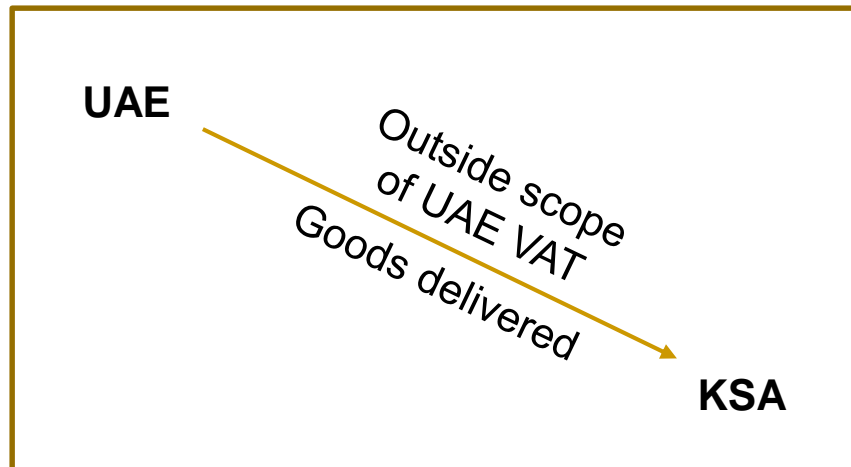 UAE
Outside scope
of UAE VAT
Goods delivered
KSA